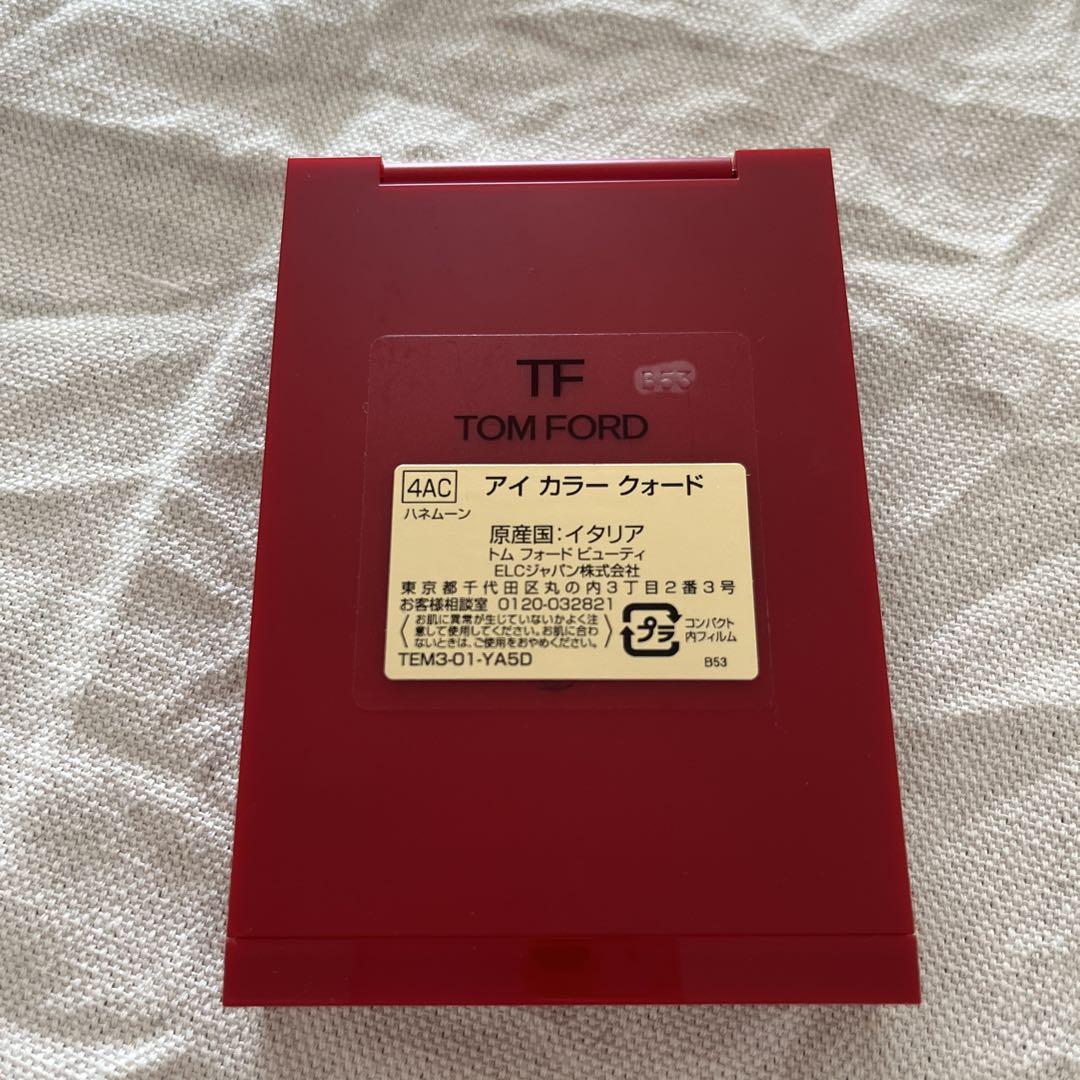 TF
B53
TOM FORD
4AC アイ カラー クォード
ハネムーン
原産国:イタリア
トム フォード ビューティ
ELCジャパン株式会社
東京都千代田区丸の内3丁目2番3号
お客様相談室 0120-032821
〈お肌に異常が生じていないかよく注
意して使用してください。お肌に合わ
ないときは、ご使用をおやめください。〉
プラ
コンパクト
内フィルム
TEM3-01-YA5D
B53